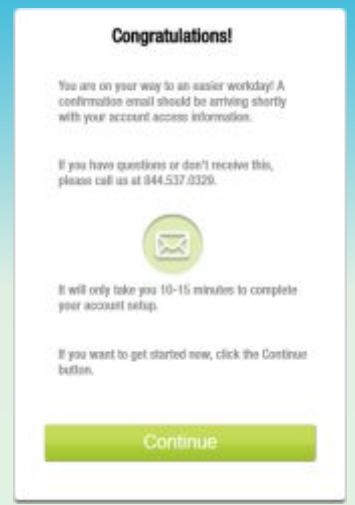 Congratulations!
You are on your way to an easier workday! A
confirmation email should be arriving shortly
with your account access information.
If you have questions or don't receive this,
please call us at 844.537.0329.
It will only take you 10-15 minutes to complete
your account setup.
If you want to get started now, click the Continue
button.
Continue